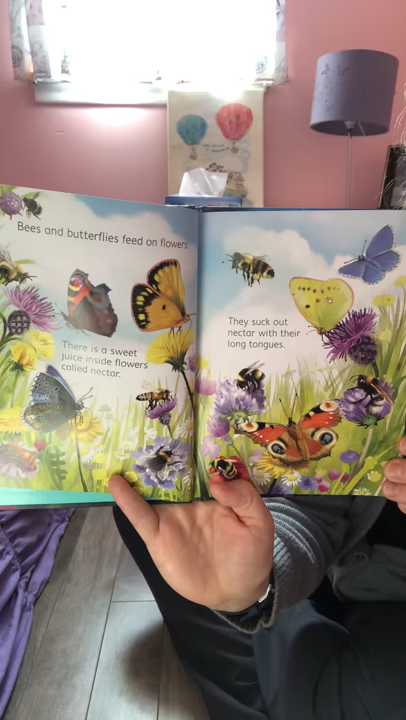 Bees and butterflies feed on flowers.
There is a sweet
juice inside flowers
called nectar.
They suck out
nectar with their
long tongues.